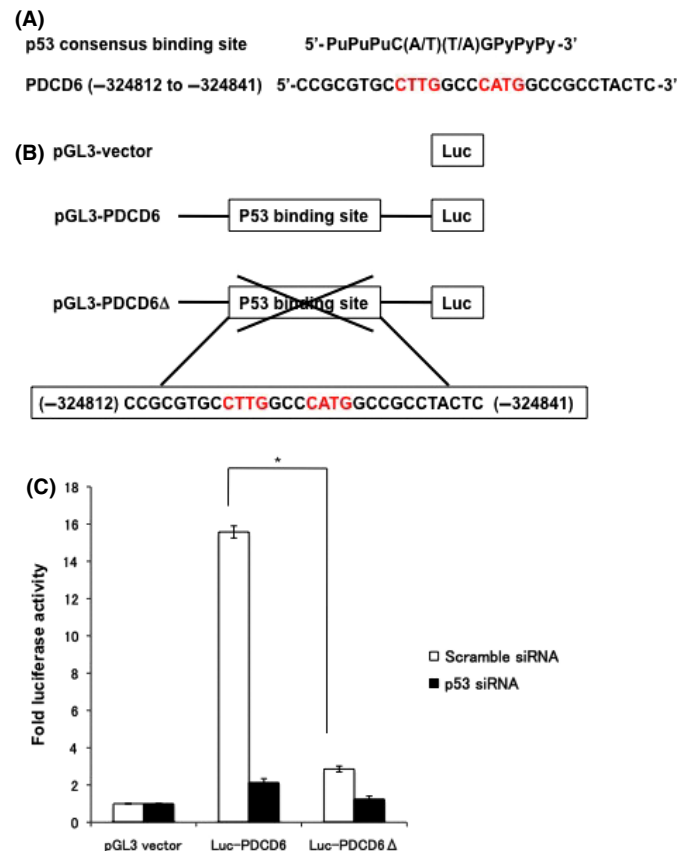 (A)
p53 consensus binding site 5'-PuPuPuC(A/T)(T/A)GPyPyPy-3'
PDCD6 (–324812 to –324841) 5'-CCGCGTGCCTTGGCCCATGGCCGCCTACTC-3'
(B)
pGL3-vector Luc
pGL3-PDCD6 P53 binding site Luc
pGL3-PDCD6Δ P53 binding site Luc
(–324812) CCGCGTGCCTTGGCCCATGGCCGCCTACTC (–324841)
(C)
Fold luciferase activity
18
16
14
12
10
8
6
4
2
0
*
Scramble siRNA
p53 siRNA
pGL3 vector Luc-PDCD6 Luc-PDCD6Δ